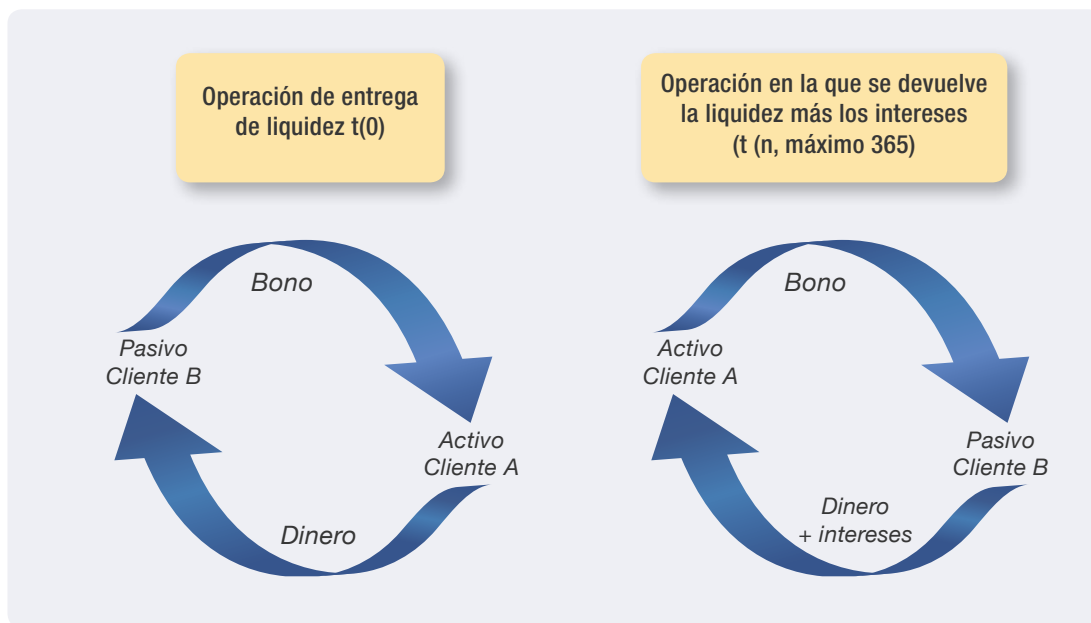 Operación de entrega
de liquidez t(0)
Operación en la que se devuelve
la liquidez más los intereses
(t (n, máximo 365)
Bono
Pasivo
Cliente B
Activo
Cliente A
Dinero
Bono
Activo
Cliente A
Pasivo
Cliente B
Dinero
+ intereses